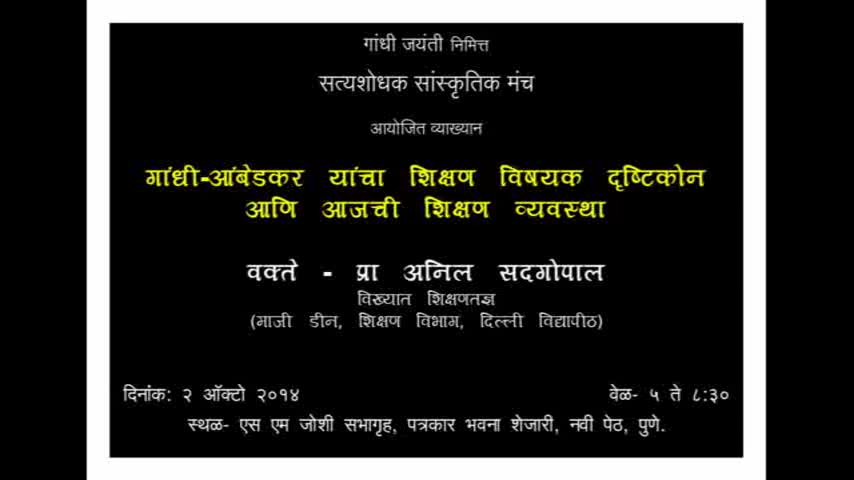 गांधी जयंती निमित्त
सत्यशोधक सांस्कृतिक मंच
आयोजित व्याख्यान
गांधी-आंबेडकर यांचा शिक्षण विषयक दृष्टिकोन
आणि आजची शिक्षण व्यवस्था
वक्ते - प्रा अनिल सदगोपाल
विख्यात शिक्षणतज्ञ
(माजी डीन, शिक्षण विभाग, दिल्ली विद्यापीठ)
दिनांक: २ ऑक्टो २०१४ वेळ- ५ ते ८:३०
स्थळ- एस एम जोशी सभागृह, पत्रकार भवना शेजारी, नवी पेठ, पुणे.